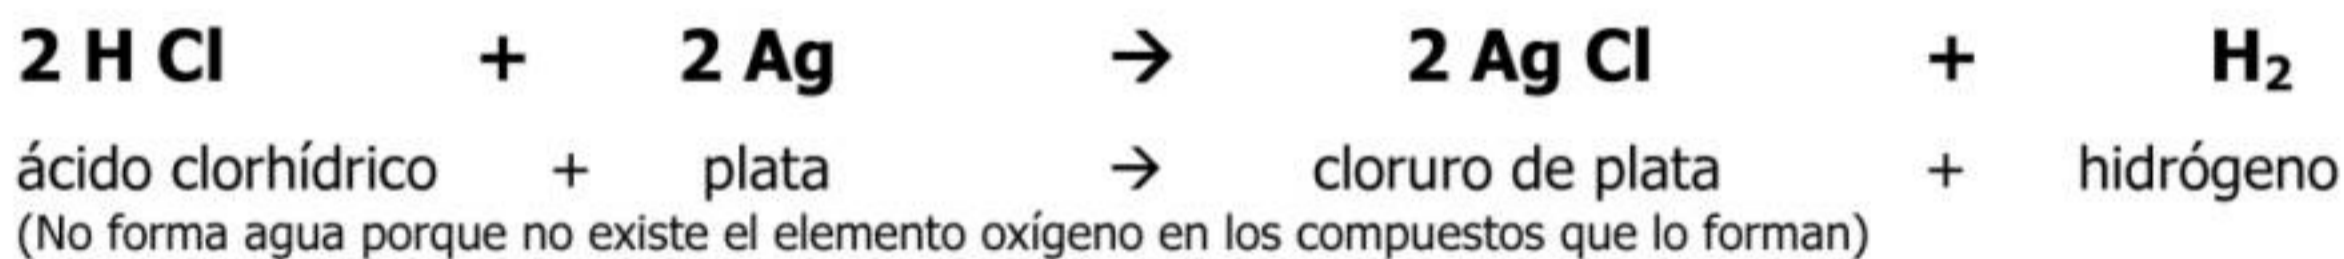 2 H Cl + 2 Ag → 2 Ag Cl + H₂
ácido clorhídrico + plata → cloruro de plata + hidrógeno
(No forma agua porque no existe el elemento oxígeno en los compuestos que lo forman)